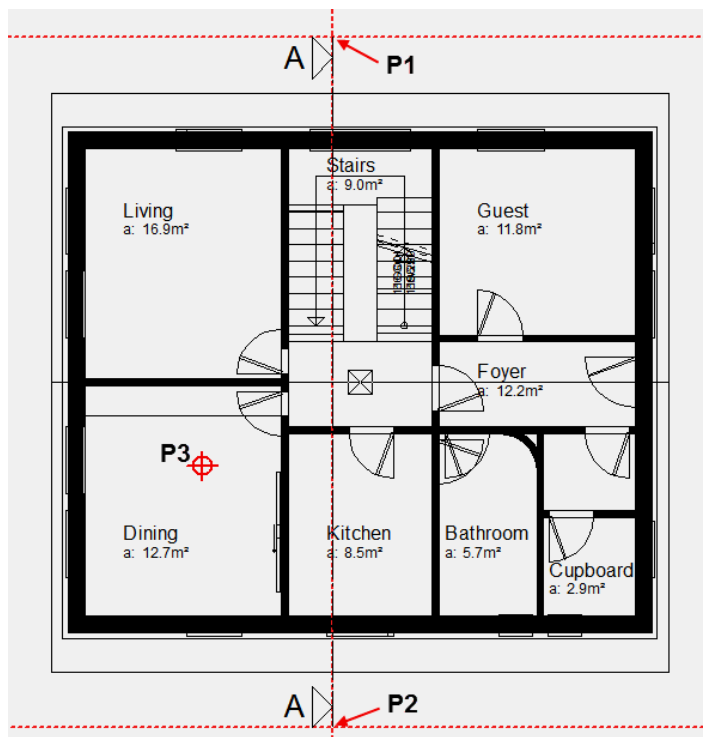 A
P1
Stairs
a: 9.0m²
Living
a: 16.9m²
Guest
a: 11.8m²
Foyer
a: 12.2m²
P3
Dining
a: 12.7m²
Kitchen
a: 8.5m²
Bathroom
a: 5.7m²
Cupboard
a: 2.9m²
A
P2